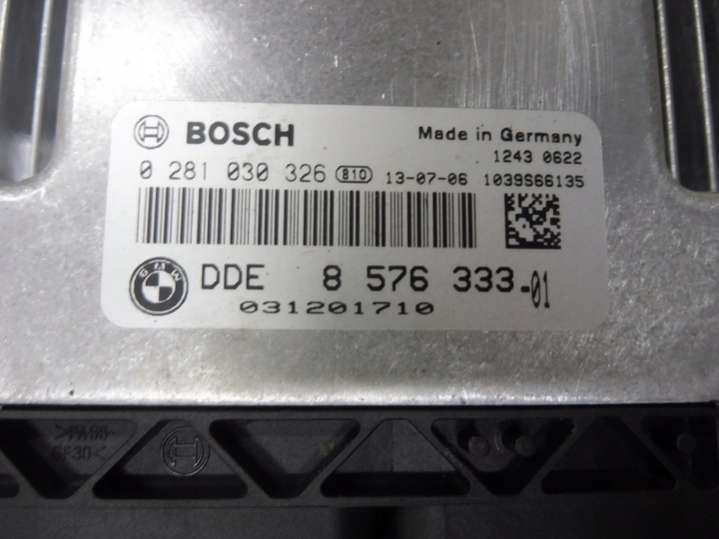 BOSCH
Made in Germany
1243 0622
0 281 030 326 810 13-07-06 1039S66135
BMW DDE 8 576 333-01
031201710